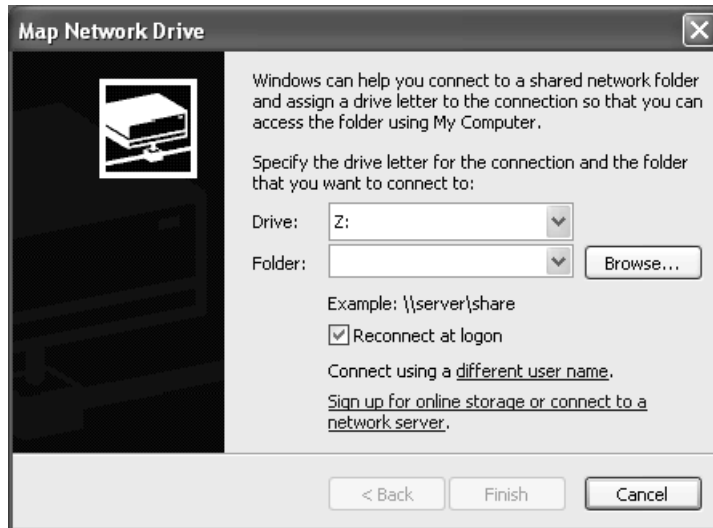 Map Network Drive
Windows can help you connect to a shared network folder
and assign a drive letter to the connection so that you can
access the folder using My Computer.
Specify the drive letter for the connection and the folder
that you want to connect to:
Drive: Z:
Folder: Browse...
Example: \\server\share
Reconnect at logon
Connect using a different user name.
Sign up for online storage or connect to a
network server.
< Back Finish Cancel